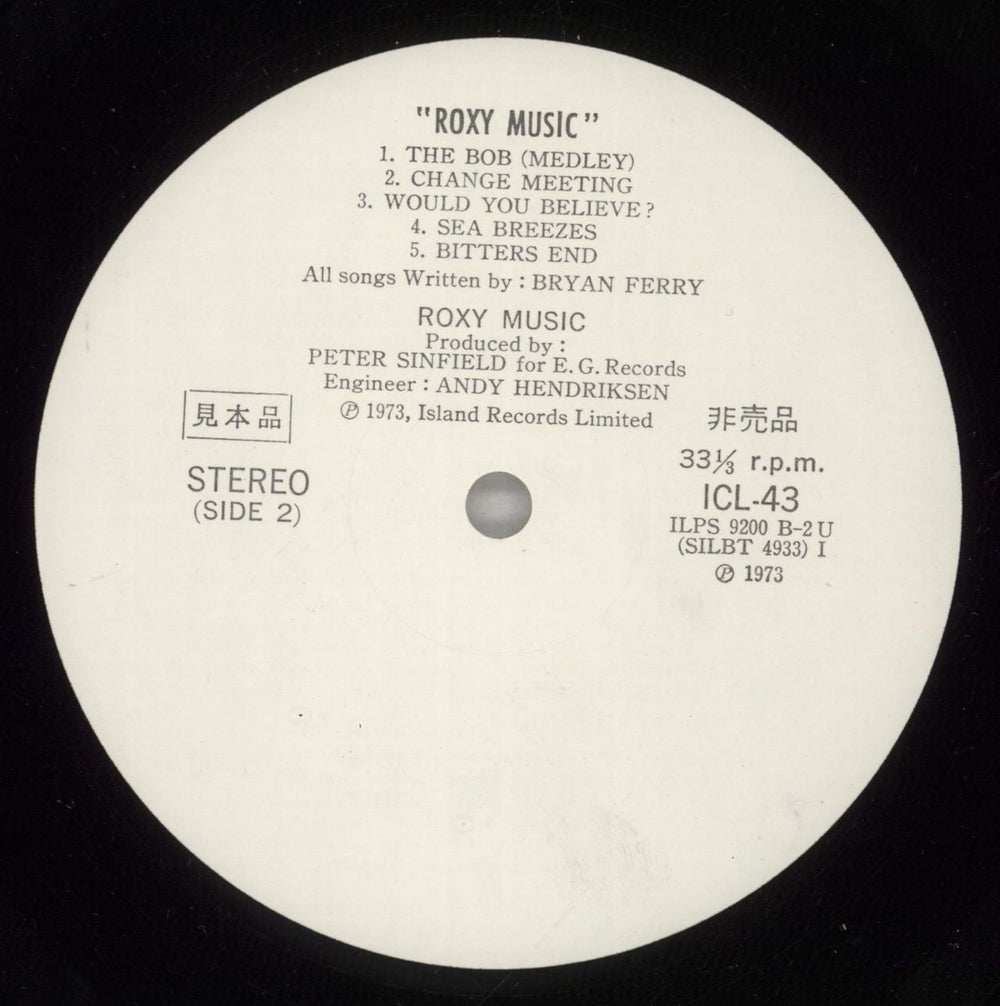 "ROXY MUSIC"
1. THE BOB (MEDLEY)
2. CHANGE MEETING
3. WOULD YOU BELIEVE?
4. SEA BREEZES
5. BITTERS END
All songs Written by : BRYAN FERRY
ROXY MUSIC
Produced by :
PETER SINFIELD for E.G.Records
Engineer : ANDY HENDRIKSEN
Ⓟ 1973, Island Records Limited
見本品
STEREO
(SIDE 2)
非売品
33⅓ r.p.m.
ICL-43
ILPS 9200 B-2U
(SILBT 4933) I
Ⓟ 1973